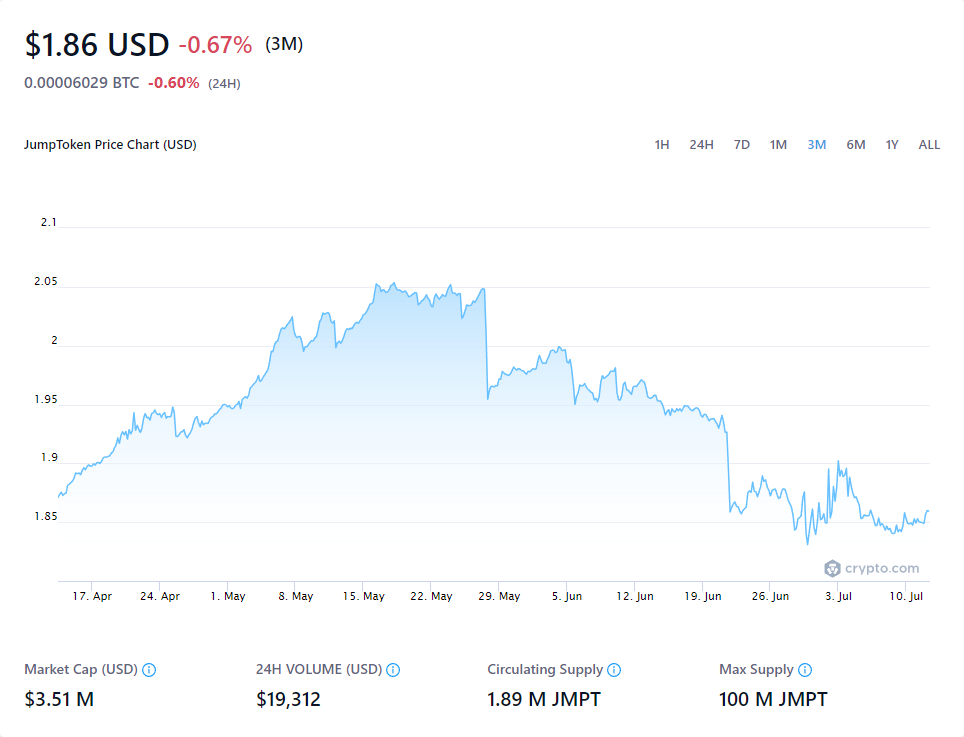 $1.86 USD -0.67% (3M)
0.00006029 BTC -0.60% (24H)
JumpToken Price Chart (USD) 1H 24H 7D 1M 3M 6M 1Y ALL
2.1
2.05
2
1.95
1.9
1.85
crypto.com
17. Apr 24. Apr 1. May 8. May 15. May 22. May 29. May 5. Jun 12. Jun 19. Jun 26. Jun 3. Jul 10. Jul
Market Cap (USD) 24H VOLUME (USD) Circulating Supply Max Supply
$3.51 M $19,312 1.89 M JMPT 100 M JMPT